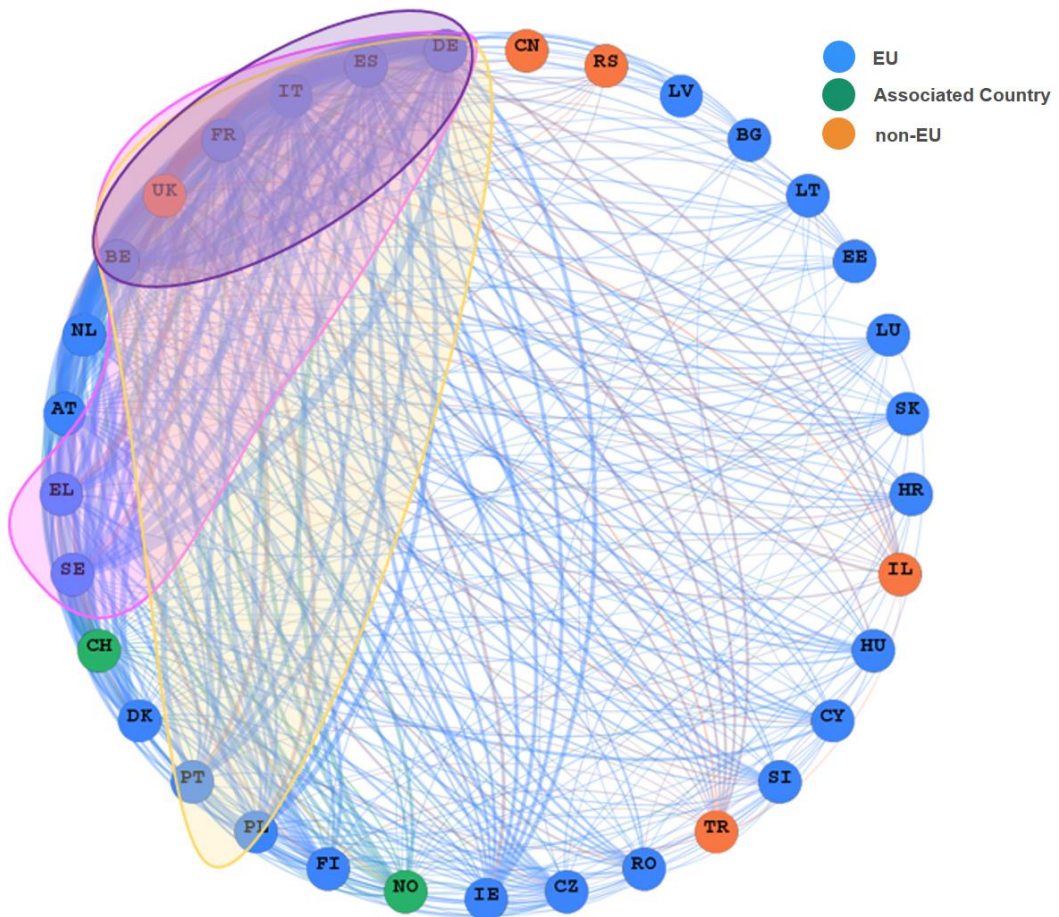 DE
CN
RS
ES
LV
IT
BG
FR
LT
UK
EE
BE
LU
NL
SK
AT
HR
EL
IL
SE
HU
CH
CY
DK
SI
PT
TR
PL
RO
FI
CZ
NO
IE
EU
Associated Country
non-EU